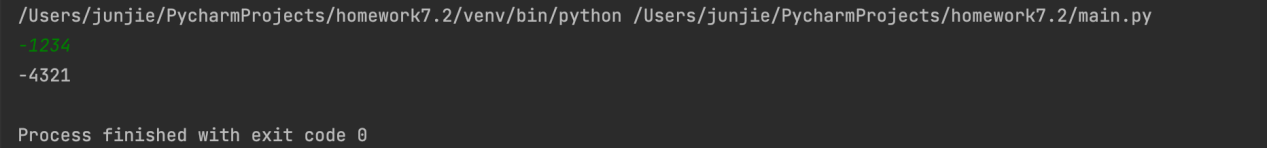 /Users/junjie/PycharmProjects/homework7.2/venv/bin/python /Users/junjie/PycharmProjects/homework7.2/main.py
-1234
-4321
Process finished with exit code 0